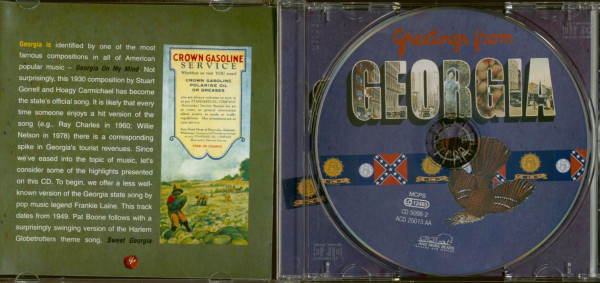 Georgia is identified by one of the most
famous compositions in all of American
popular music – Georgia On My Mind. Not
surprisingly, this 1930 composition by Stuart
Gorrell and Hoagy Carmichael has become
the state's official song. It is likely that every
time someone enjoys a hit version of the
song (e.g., Ray Charles in 1960; Willie
Nelson in 1978) there is a corresponding
spike in Georgia's tourist revenues. Since
we've eased into the topic of music, let's
consider some of the highlights presented
on this CD. To begin, we offer a less well-
known version of the Georgia state song by
pop music legend Frankie Laine. This track
dates from 1949. Pat Boone follows with a
surprisingly swinging version of the Harlem
Globetrotters theme song, Sweet Georgia
CROWN GASOLINE
SERVICE
CROWN GASOLINE
POLARINE OIL
OR GREASES
Greetings from
GEORGIA
MCPS
CD 5098-2
ACD 25013 AA